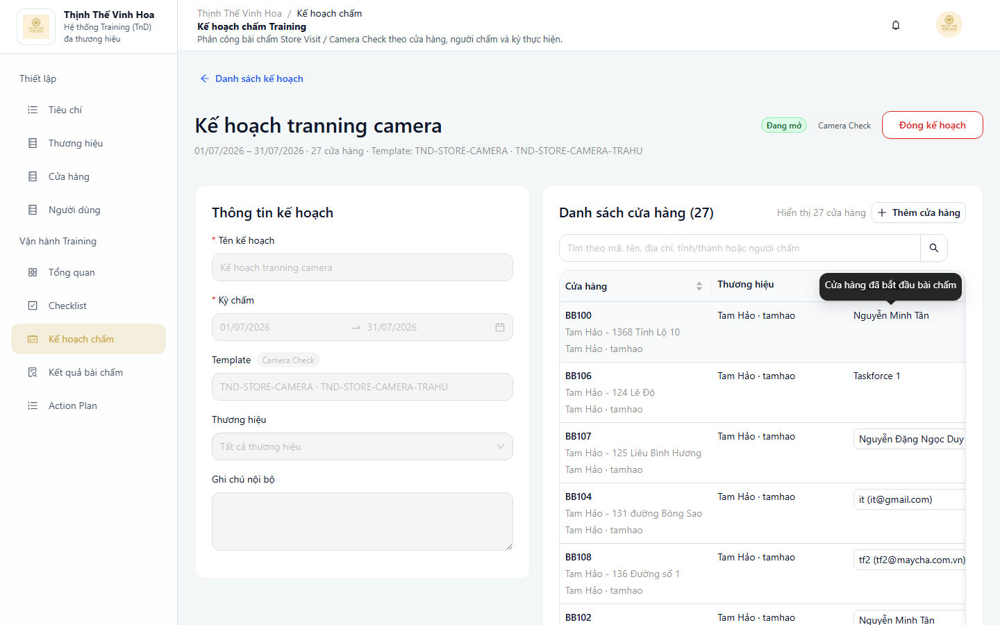 Thịnh Thế Vinh Hoa
Hệ thống Training (TnD)
đa thương hiệu
Thịnh Thế Vinh Hoa / Kế hoạch chấm
Kế hoạch chấm Training
Phân công bài chấm Store Visit / Camera Check theo cửa hàng, người chấm và kỳ thực hiện.
Thiết lập
Tiêu chí
Thương hiệu
Cửa hàng
Người dùng
Vận hành Training
Tổng quan
Checklist
Kế hoạch chấm
Kết quả bài chấm
Action Plan
Danh sách kế hoạch
Kế hoạch tranning camera
Đang mở
Camera Check
Đóng kế hoạch
01/07/2026 – 31/07/2026 · 27 cửa hàng · Template: TND-STORE-CAMERA · TND-STORE-CAMERA-TRAHU
Thông tin kế hoạch
* Tên kế hoạch
Kế hoạch tranning camera
* Kỳ chấm
01/07/2026 → 31/07/2026
Template Camera Check
TND-STORE-CAMERA · TND-STORE-CAMERA-TRAHU
Thương hiệu
Tất cả thương hiệu
Ghi chú nội bộ
Danh sách cửa hàng (27)
Hiển thị 27 cửa hàng
Thêm cửa hàng
Tìm theo mã, tên, địa chỉ, tỉnh/thành hoặc người chấm
Cửa hàng
Thương hiệu
Cửa hàng đã bắt đầu bài chấm
BB100
Tam Hảo - 1368 Tỉnh Lộ 10
Tam Hảo · tamhao
Tam Hảo · tamhao
Nguyễn Minh Tân
BB106
Tam Hảo - 124 Lê Độ
Tam Hảo · tamhao
Tam Hảo · tamhao
Taskforce 1
BB107
Tam Hảo - 125 Liêu Bình Hương
Tam Hảo · tamhao
Tam Hảo · tamhao
Nguyễn Đặng Ngọc Duy
BB104
Tam Hảo - 131 đường Bông Sao
Tam Hảo · tamhao
Tam Hảo · tamhao
it (it@gmail.com)
BB108
Tam Hảo - 136 Đường số 1
Tam Hảo · tamhao
Tam Hảo · tamhao
tf2 (tf2@maycha.com.vn)
BB102
Tam Hảo · tamhao
Nguyễn Minh Tân